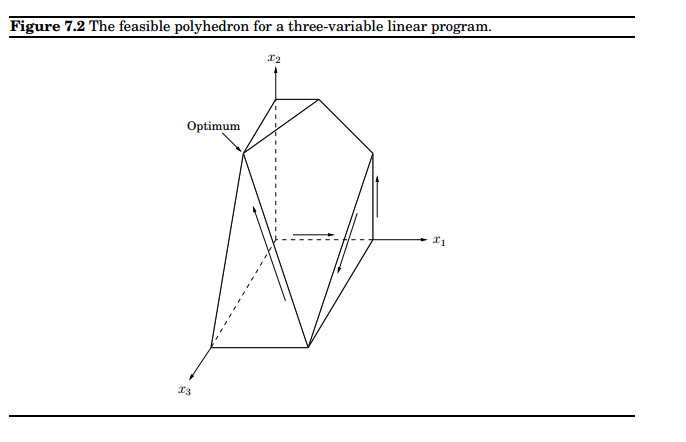 Figure 7.2 The feasible polyhedron for a three-variable linear program.
x₂
Optimum
x₁
x₃